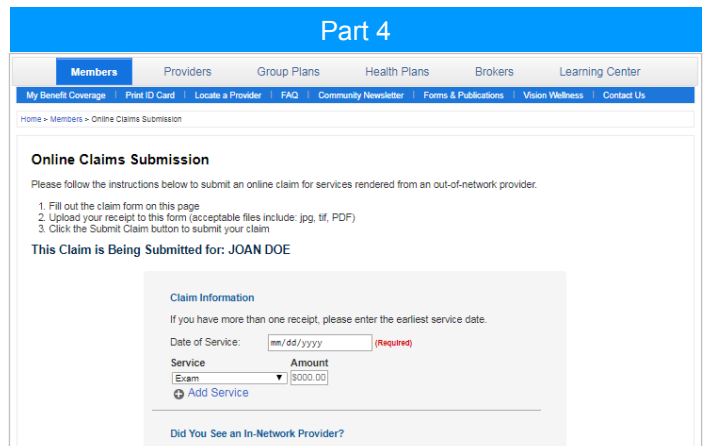 Part 4
Members Providers Group Plans Health Plans Brokers Learning Center
My Benefit Coverage | Print ID Card | Locate a Provider | FAQ | Community Newsletter | Forms & Publications | Vision Wellness | Contact Us
Home > Members > Online Claims Submission
Online Claims Submission
Please follow the instructions below to submit an online claim for services rendered from an out-of-network provider.
1. Fill out the claim form on this page
2. Upload your receipt to this form (acceptable files include: jpg, tif, PDF)
3. Click the Submit Claim button to submit your claim
This Claim is Being Submitted for: JOAN DOE
Claim Information
If you have more than one receipt, please enter the earliest service date.
Date of Service: mm/dd/yyyy (Required)
Service Amount
Exam $000.00
Add Service
Did You See an In-Network Provider?